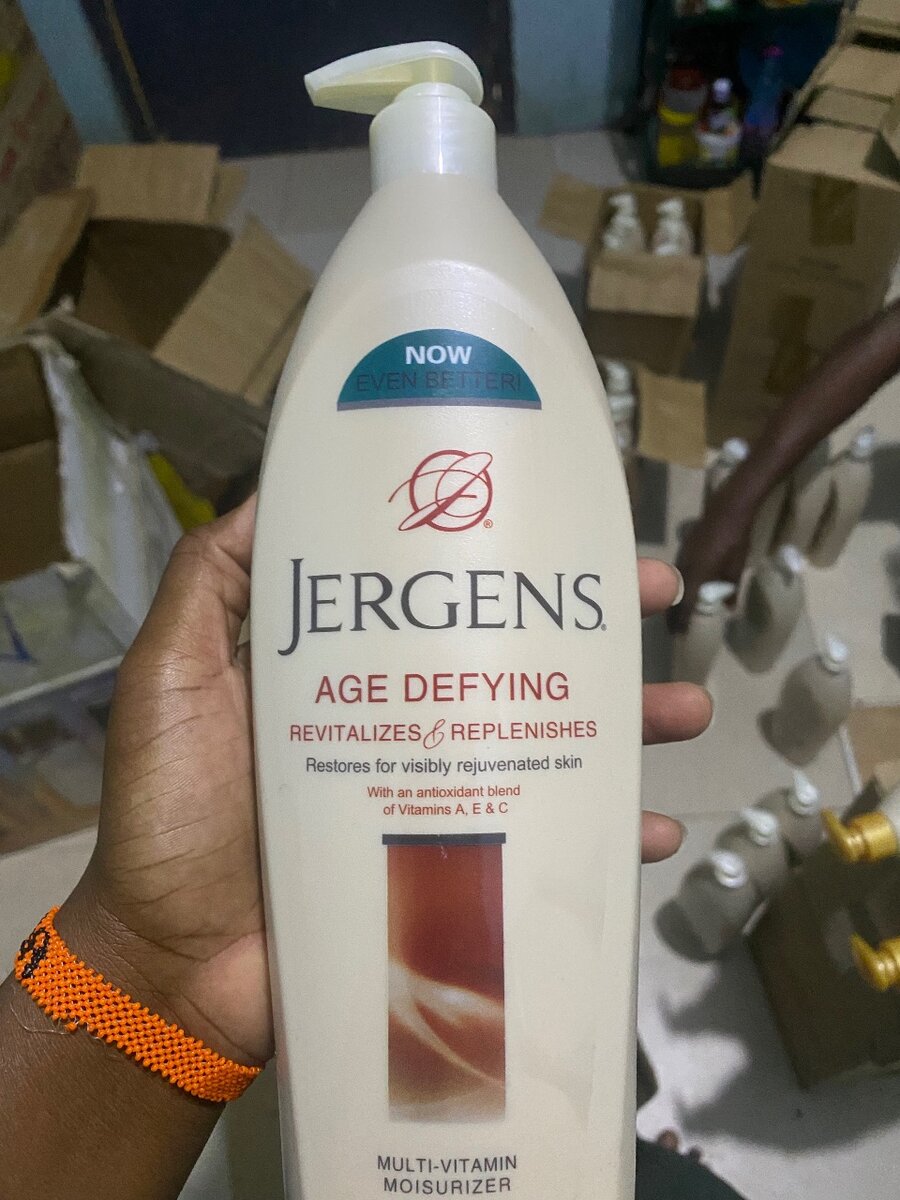 NOW
EVEN BETTER!
JERGENS®
AGE DEFYING
REVITALIZES & REPLENISHES
Restores for visibly rejuvenated skin
With an antioxidant blend
of Vitamins A, E & C
MULTI-VITAMIN
MOISURIZER